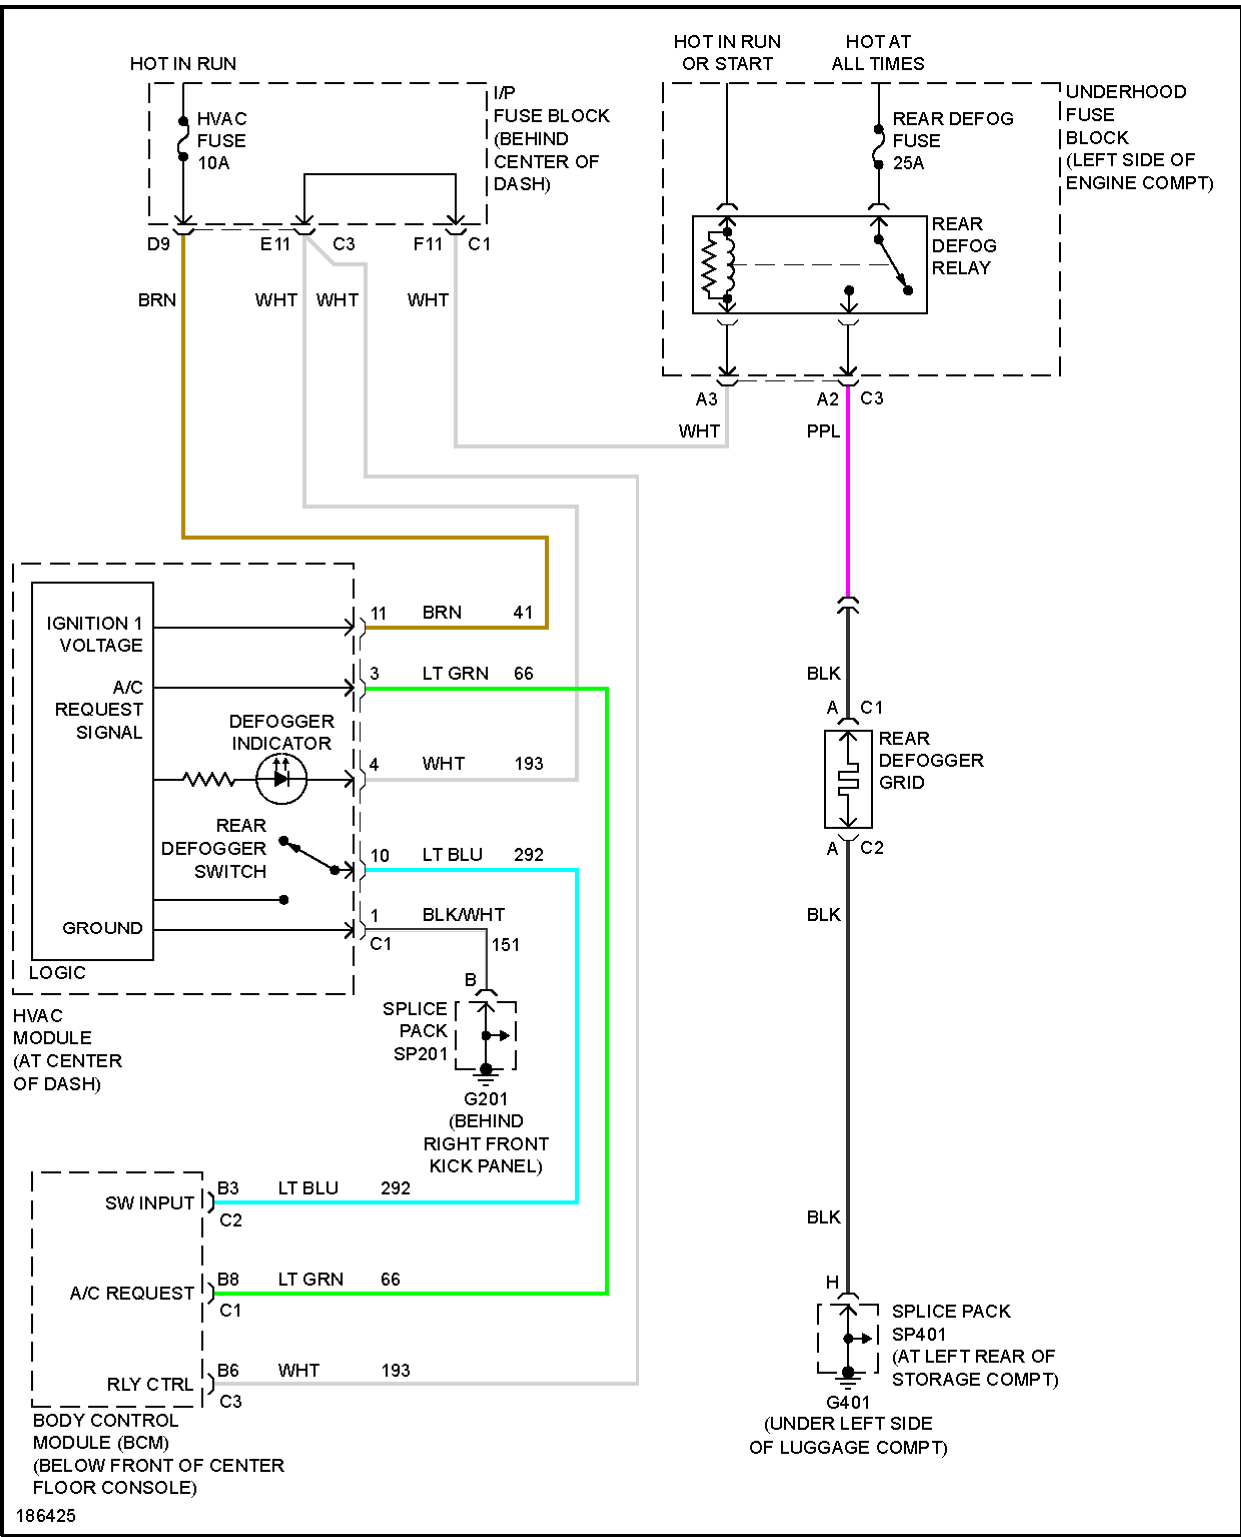 HOT IN RUN
HVAC
FUSE
10A
I/P
FUSE BLOCK
(BEHIND
CENTER OF
DASH)
HOT IN RUN
OR START
HOT AT
ALL TIMES
REAR DEFOG
FUSE
25A
UNDERHOOD
FUSE
BLOCK
(LEFT SIDE OF
ENGINE COMPT)
REAR
DEFOG
RELAY
D9
E11
C3
F11
C1
BRN
WHT
WHT
WHT
A3
A2
C3
WHT
PPL
IGNITION 1
VOLTAGE
A/C
REQUEST
SIGNAL
DEFOGGER
INDICATOR
REAR
DEFOGGER
SWITCH
GROUND
LOGIC
HVAC
MODULE
(AT CENTER
OF DASH)
11 BRN 41
3 LT GRN 66
4 WHT 193
10 LT BLU 292
1 BLK/WHT
C1
151
B
SPLICE
PACK
SP201
G201
(BEHIND
RIGHT FRONT
KICK PANEL)
BLK
A C1
REAR
DEFOGGER
GRID
A C2
BLK
BLK
H
SPLICE PACK
SP401
(AT LEFT REAR OF
STORAGE COMPT)
G401
(UNDER LEFT SIDE
OF LUGGAGE COMPT)
SW INPUT
B3 LT BLU 292
C2
A/C REQUEST
B8 LT GRN 66
C1
RLY CTRL
B6 WHT 193
C3
BODY CONTROL
MODULE (BCM)
(BELOW FRONT OF CENTER
FLOOR CONSOLE)
186425